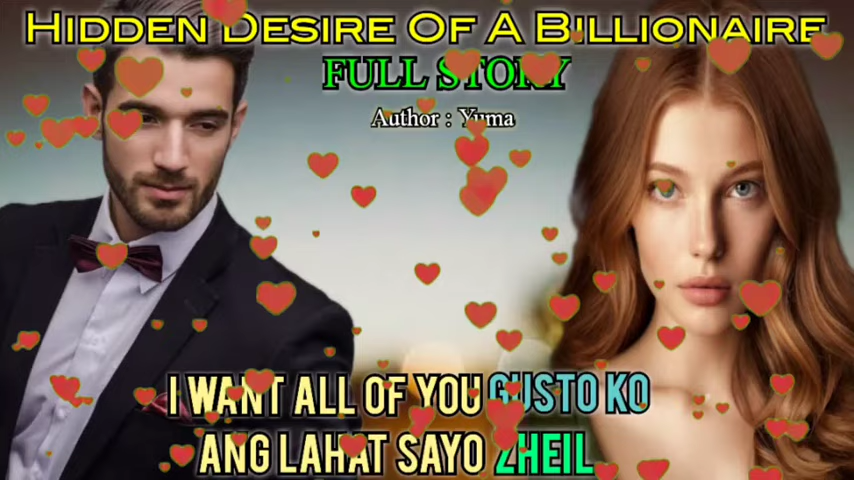 HIDDEN DESIRE OF A BILLIONAIRE
FULL STORY
Author : Yuma
I WANT ALL OF YOU GUSTO KO
ANG LAHAT SAYO ZHEIL